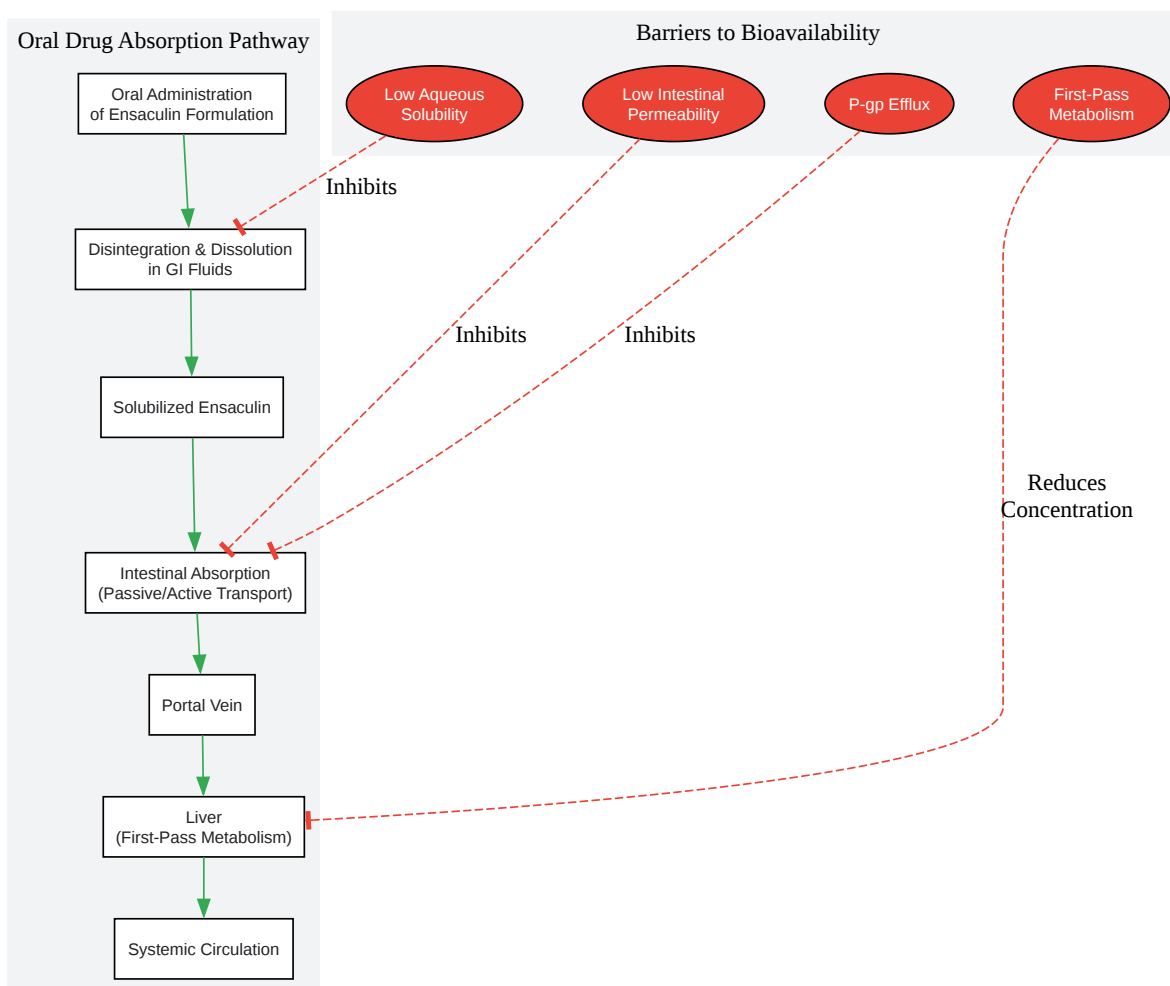 Oral Drug Absorption Pathway
Oral Administration
of Ensaculin Formulation
Disintegration & Dissolution
in GI Fluids
Solubilized Ensaculin
Intestinal Absorption
(Passive/Active Transport)
Portal Vein
Liver
(First-Pass Metabolism)
Systemic Circulation
Barriers to Bioavailability
Low Aqueous
Solubility
Low Intestinal
Permeability
P-gp Efflux
First-Pass
Metabolism
Inhibits
Inhibits
Inhibits
Reduces
Concentration